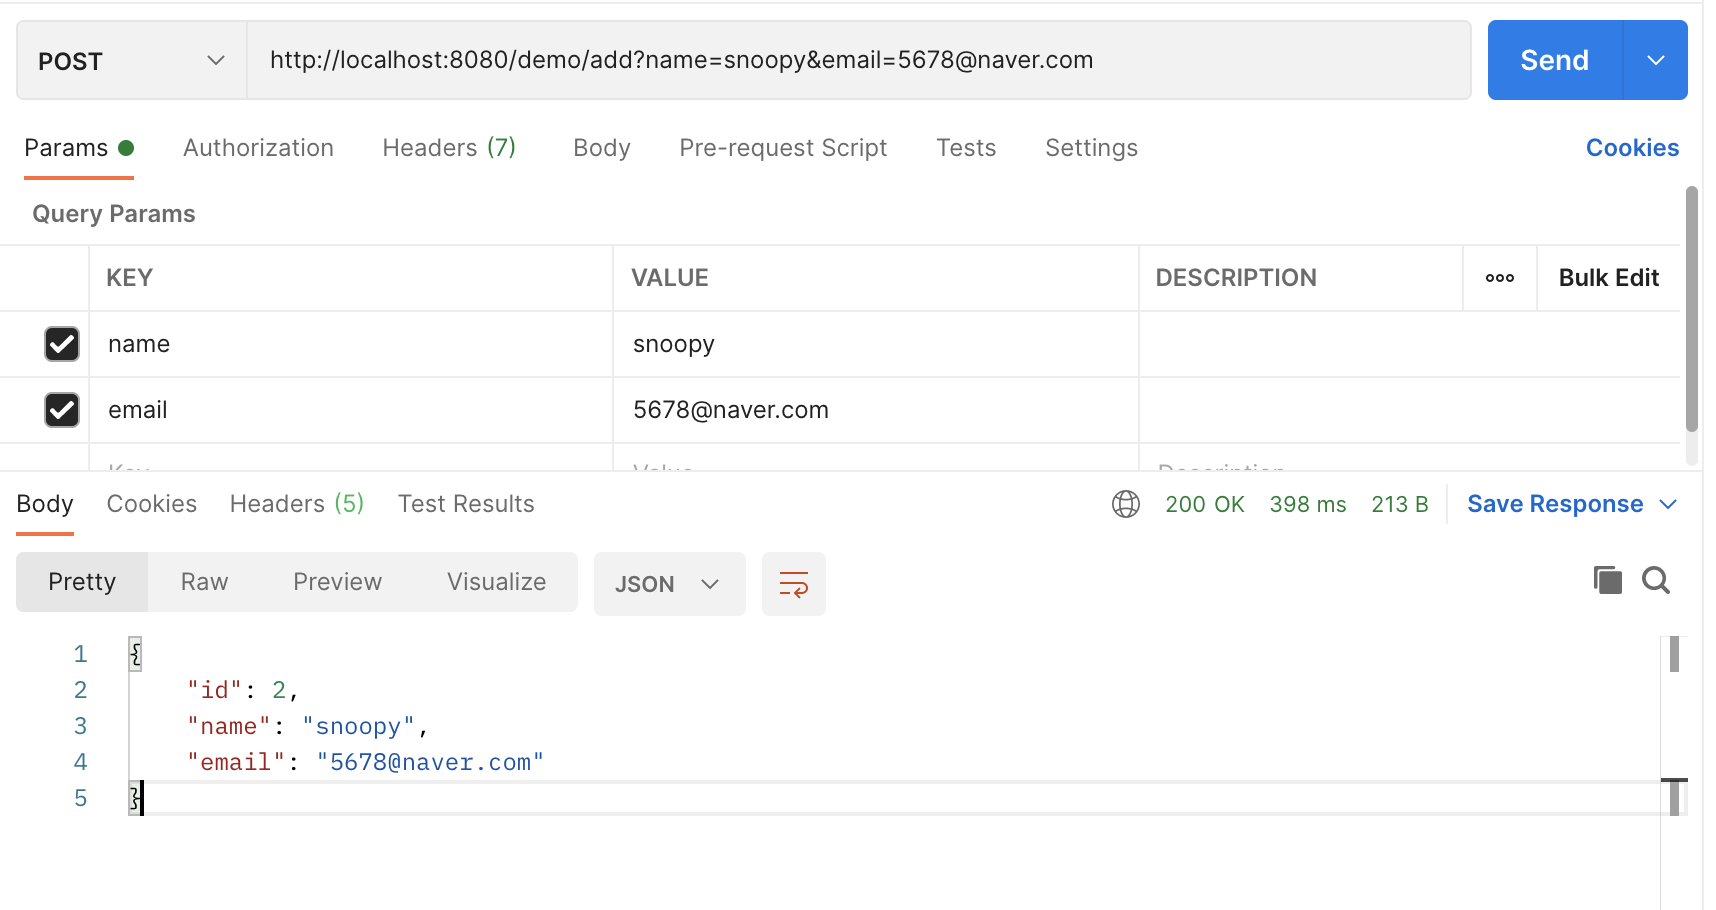 POST http://localhost:8080/demo/add?name=snoopy&email=5678@naver.com Send
Params Authorization Headers (7) Body Pre-request Script Tests Settings Cookies
Query Params
KEY VALUE DESCRIPTION ooo Bulk Edit
name snoopy
email 5678@naver.com
Key Value Description
Body Cookies Headers (5) Test Results 200 OK 398 ms 213 B Save Response
Pretty Raw Preview Visualize JSON
1 {
2 "id": 2,
3 "name": "snoopy",
4 "email": "5678@naver.com"
5 }